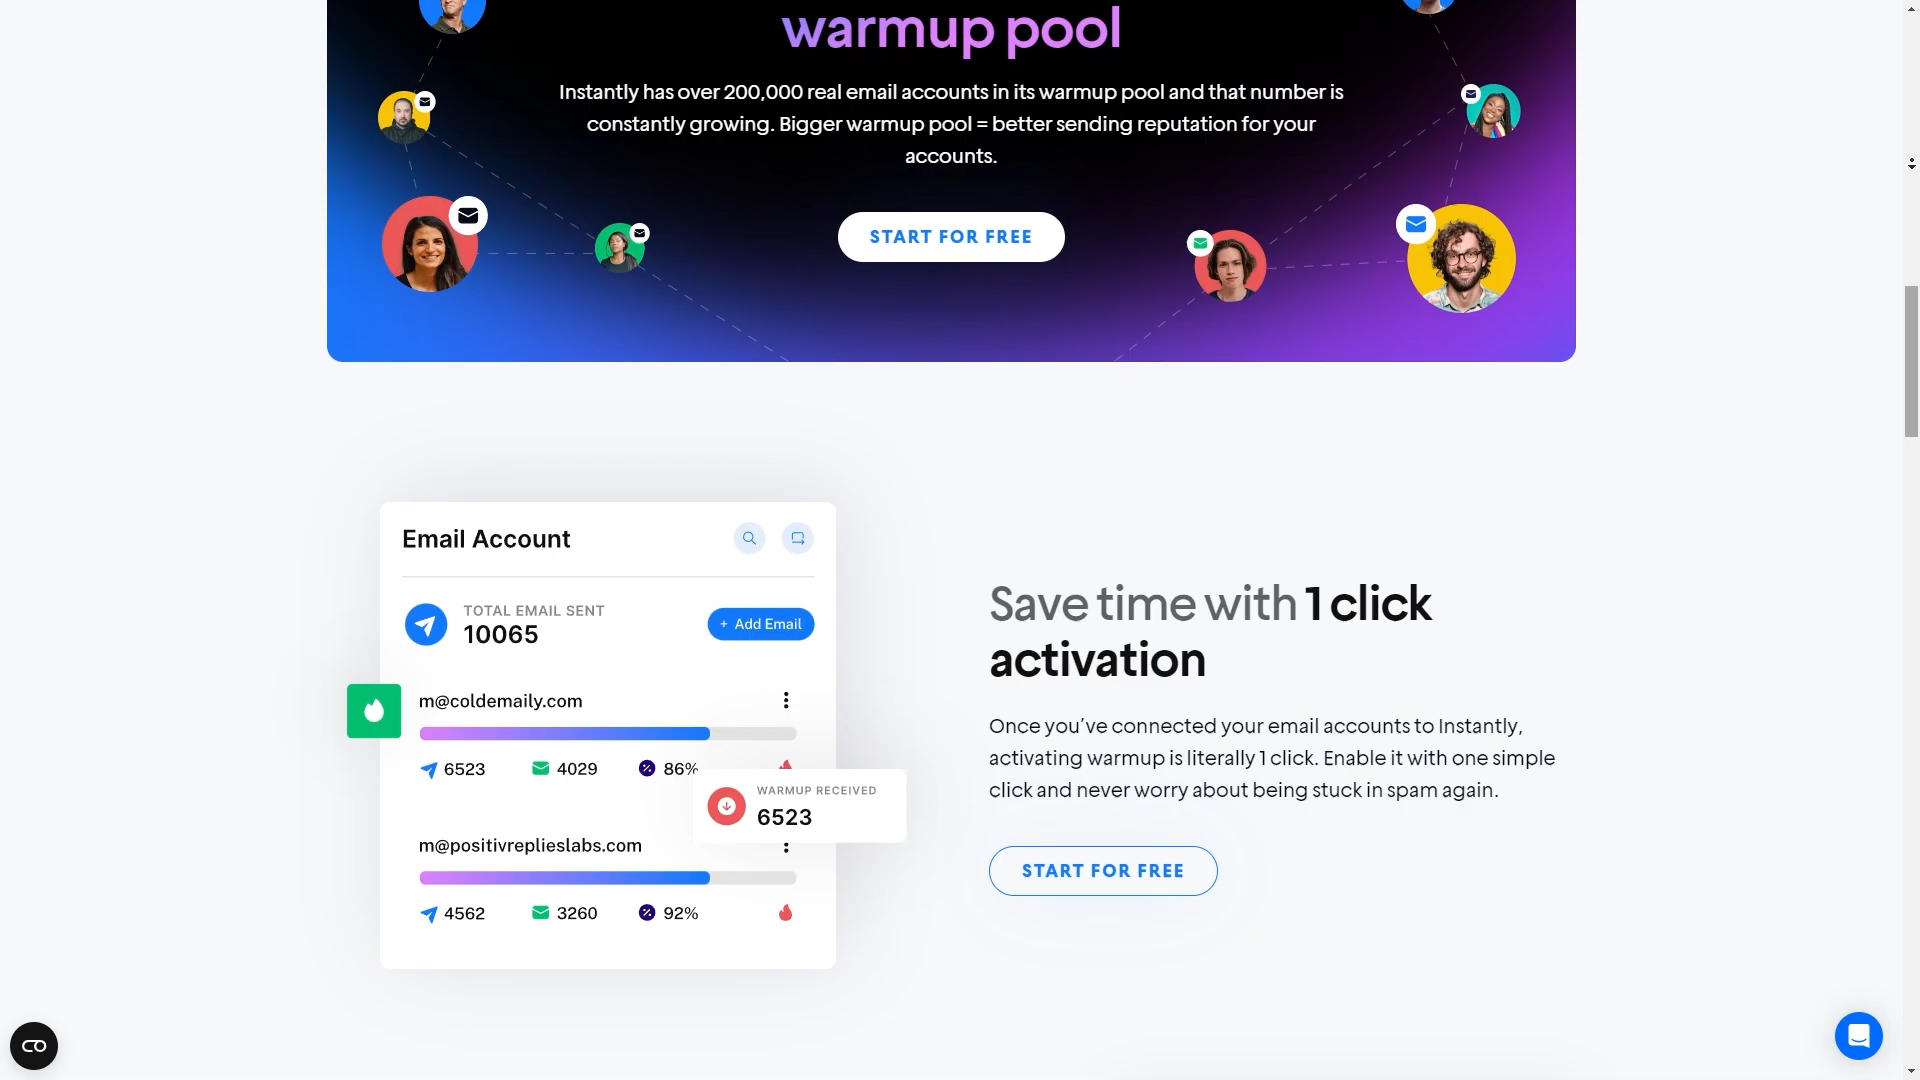 warmup pool
Instantly has over 200,000 real email accounts in its warmup pool and that number is
constantly growing. Bigger warmup pool = better sending reputation for your
accounts.
START FOR FREE
Email Account
TOTAL EMAIL SENT
10065
+ Add Email
m@coldemaily.com
6523 4029 86%
WARMUP RECEIVED
6523
m@positivreplieslabs.com
4562 3260 92%
Save time with 1 click
activation
Once you’ve connected your email accounts to Instantly,
activating warmup is literally 1 click. Enable it with one simple
click and never worry about being stuck in spam again.
START FOR FREE